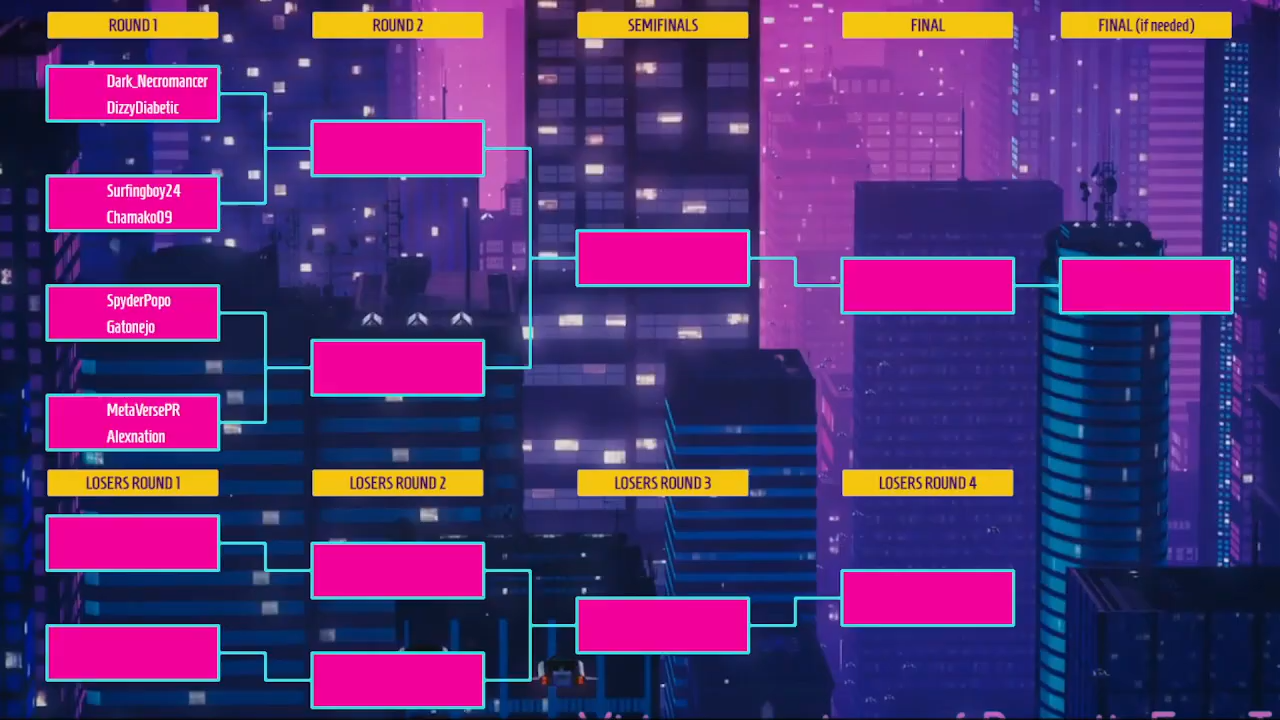 ROUND 1
ROUND 2
SEMIFINALS
FINAL
FINAL (if needed)
Dark_Necromancer
DizzyDiabetic
Surfingboy24
Chamako09
SpyderPopo
Gatonejo
MetaVersePR
Alexnation
LOSERS ROUND 1
LOSERS ROUND 2
LOSERS ROUND 3
LOSERS ROUND 4